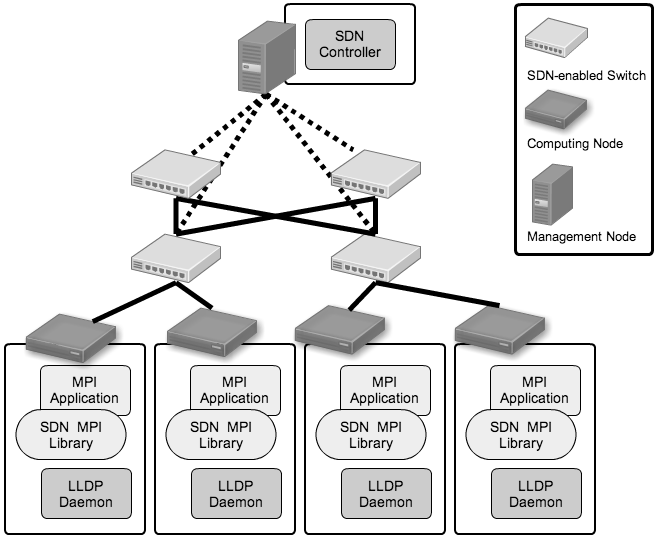 SDN
Controller
SDN-enabled Switch
Computing Node
Management Node
MPI
Application
SDN MPI
Library
LLDP
Daemon
MPI
Application
SDN MPI
Library
LLDP
Daemon
MPI
Application
SDN MPI
Library
LLDP
Daemon
MPI
Application
SDN MPI
Library
LLDP
Daemon